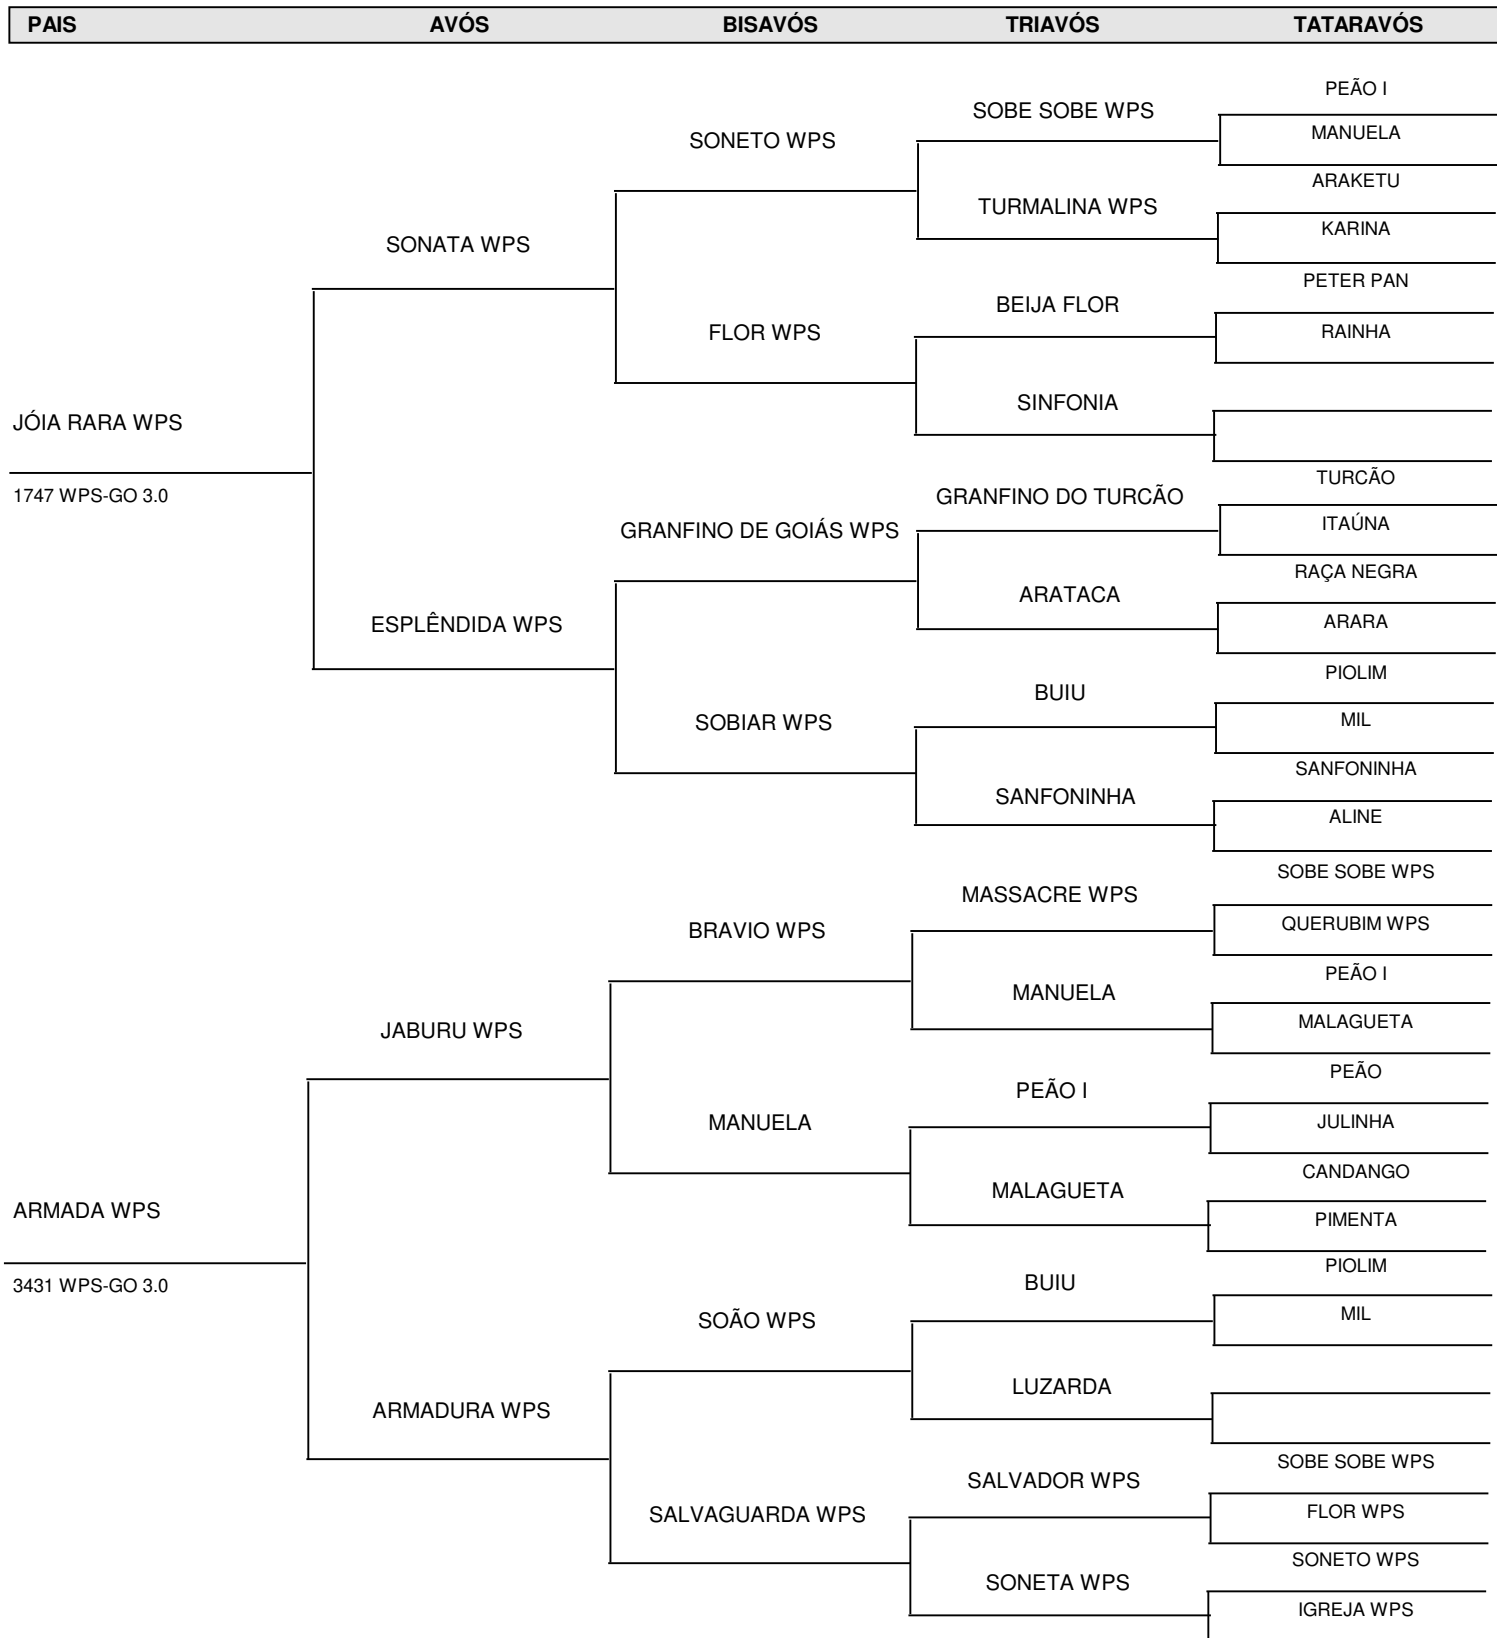 PAIS AVÓS BISAVÓS TRIAVÓS TATARAVÓS
PEÃO I
SOBE SOBE WPS
MANUELA
SONETO WPS
ARAKETU
TURMALINA WPS
KARINA
SONATA WPS
PETER PAN
BEIJA FLOR
FLOR WPS
RAINHA
SINFONIA
JÓIA RARA WPS
TURCÃO
1747 WPS-GO 3.0
GRANFINO DO TURCÃO
ITAÚNA
GRANFINO DE GOIÁS WPS
RAÇA NEGRA
ARATACA
ARARA
ESPLÊNDIDA WPS
PIOLIM
BUIU
MIL
SOBIAR WPS
SANFONINHA
SANFONINHA
ALINE
SOBE SOBE WPS
MASSACRE WPS
QUERUBIM WPS
BRAVIO WPS
PEÃO I
MANUELA
MALAGUETA
JABURU WPS
PEÃO
PEÃO I
JULINHA
MANUELA
CANDANGO
MALAGUETA
ARMADA WPS
PIMENTA
PIOLIM
BUIU
3431 WPS-GO 3.0
MIL
SOÃO WPS
LUZARDA
ARMADURA WPS
SOBE SOBE WPS
SALVADOR WPS
FLOR WPS
SALVAGUARDA WPS
SONETO WPS
SONETA WPS
IGREJA WPS